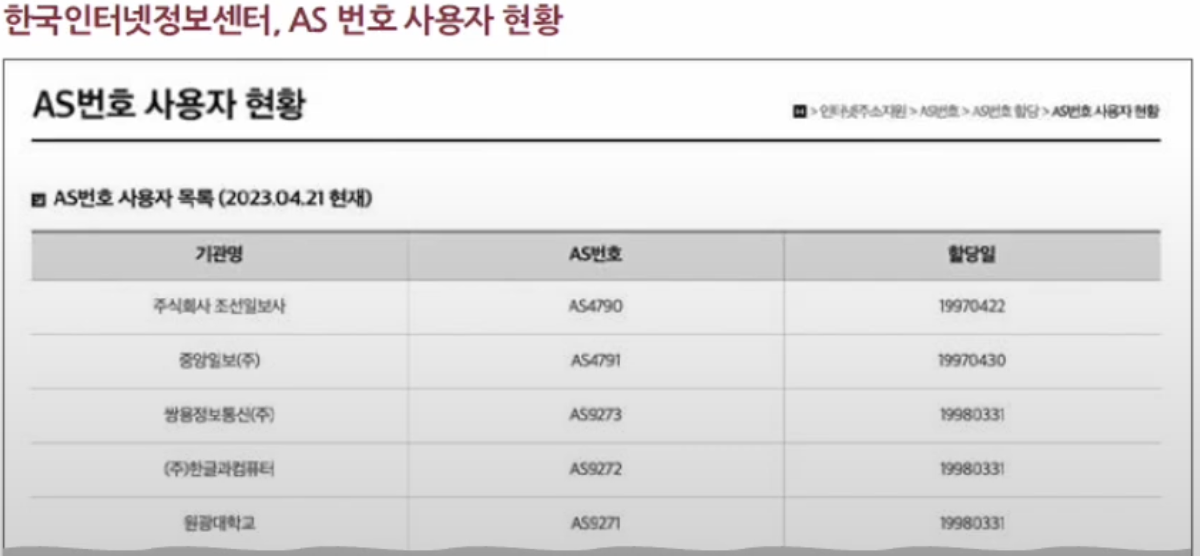 한국인터넷정보센터, AS 번호 사용자 현황
AS번호 사용자 현황
> 인터넷주소자원 > AS번호 > AS번호 할당 > AS번호 사용자 현황
AS번호 사용자 목록 (2023.04.21 현재)
기관명 AS번호 할당일
주식회사 조선일보사 AS4790 19970422
중앙일보(주) AS4791 19970430
쌍용정보통신(주) AS9273 19980331
(주)한글과컴퓨터 AS9272 19980331
원광대학교 AS9271 19980331